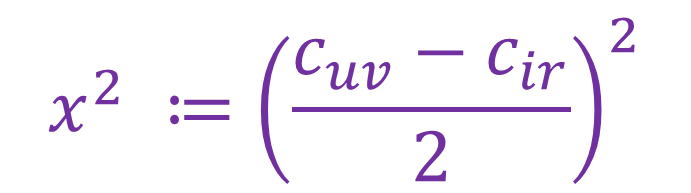 x² := ((c_uv − c_ir)/2)²